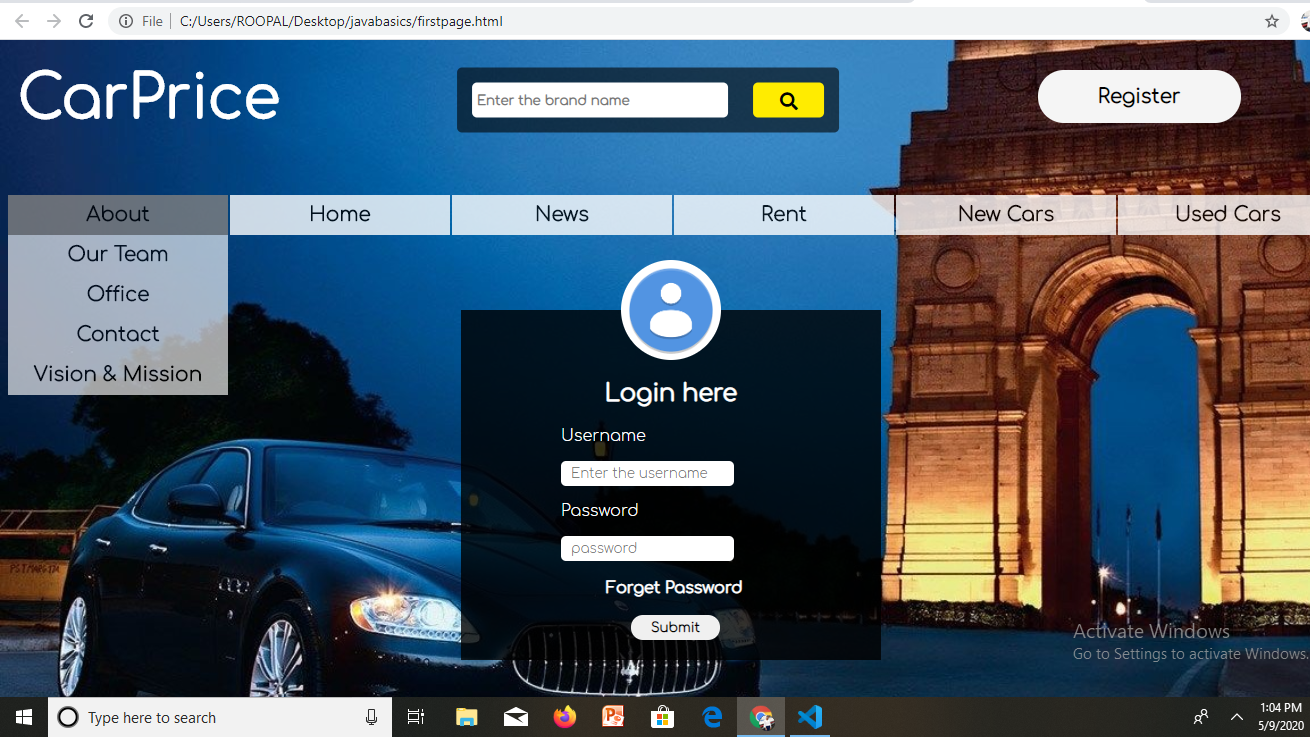 File C:/Users/ROOPAL/Desktop/javabasics/firstpage.html
CarPrice
Enter the brand name
Register
About Home News Rent New Cars Used Cars
Our Team
Office
Contact
Vision & Mission
Login here
Username
Enter the username
Password
password
Forget Password
Submit
Activate Windows
Go to Settings to activate Windows.
Type here to search
1:04 PM
5/9/2020